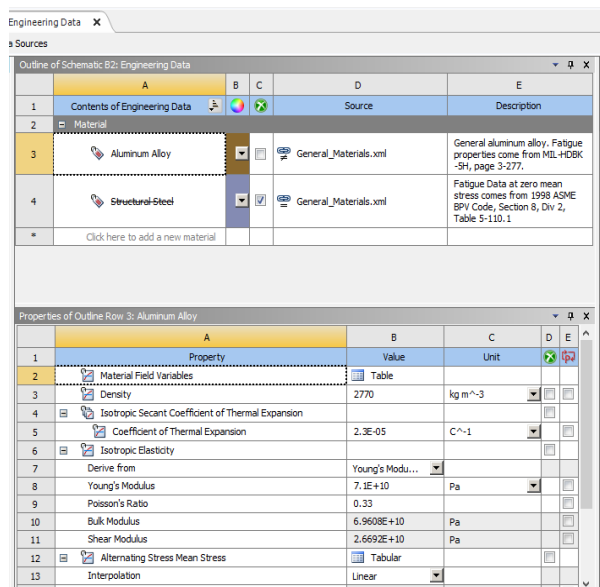 Engineering Data X
a Sources
Outline of Schematic B2: Engineering Data
A B C D E
1 Contents of Engineering Data Source Description
2 Material
3 Aluminum Alloy General_Materials.xml General aluminum alloy. Fatigue
properties come from MIL-HDBK
-5H, page 3-277.
4 Structural Steel General_Materials.xml Fatigue Data at zero mean
stress comes from 1998 ASME
BPV Code, Section 8, Div 2,
Table 5-110.1
* Click here to add a new material
Properties of Outline Row 3: Aluminum Alloy
A B C D E
1 Property Value Unit
2 Material Field Variables Table
3 Density 2770 kg m^-3
4 Isotropic Secant Coefficient of Thermal Expansion
5 Coefficient of Thermal Expansion 2.3E-05 C^-1
6 Isotropic Elasticity
7 Derive from Young's Modu...
8 Young's Modulus 7.1E+10 Pa
9 Poisson's Ratio 0.33
10 Bulk Modulus 6.9608E+10 Pa
11 Shear Modulus 2.6692E+10 Pa
12 Alternating Stress Mean Stress Tabular
13 Interpolation Linear